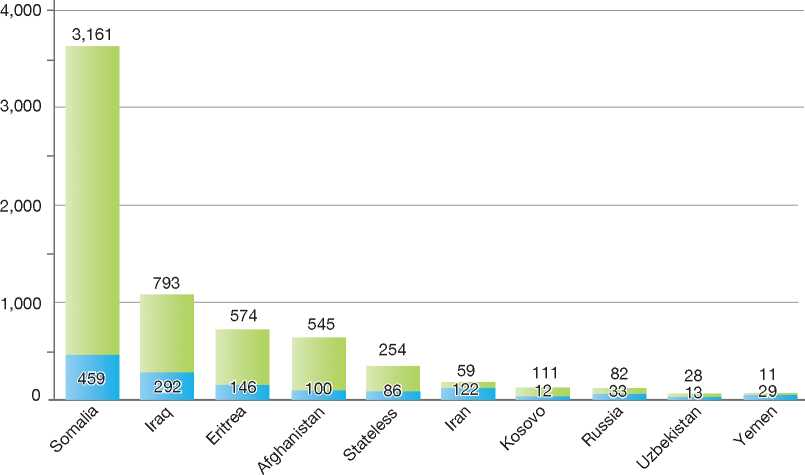 4,000
3,000
2,000
1,000
0
3,161
793
574
545
254
59
111
82
28
11
459
292
146
100
86
122
12
33
13
29
Somalia
Iraq
Eritrea
Afghanistan
Stateless
Iran
Kosovo
Russia
Uzbekistan
Yemen